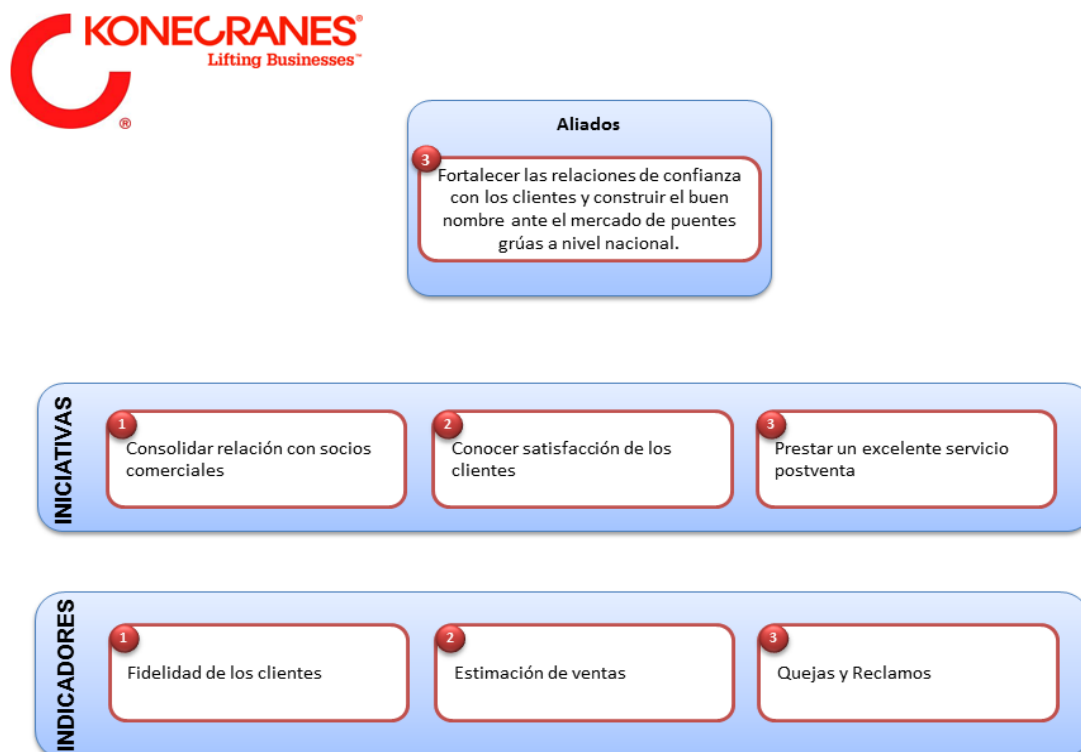 KONECRANES®
Lifting Businesses™
®
Aliados
3
Fortalecer las relaciones de confianza
con los clientes y construir el buen
nombre ante el mercado de puentes
grúas a nivel nacional.
INICIATIVAS
1
Consolidar relación con socios
comerciales
2
Conocer satisfacción de los
clientes
3
Prestar un excelente servicio
postventa
INDICADORES
1
Fidelidad de los clientes
2
Estimación de ventas
3
Quejas y Reclamos